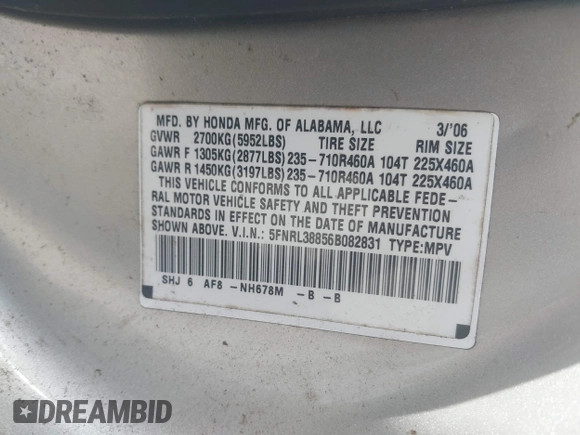 MFD. BY HONDA MFG. OF ALABAMA, LLC 3/'06
GVWR 2700KG(5952LBS) TIRE SIZE RIM SIZE
GAWR F 1305KG(2877LBS)235-710R460A 104T 225X460A
GAWR R 1450KG(3197LBS)235-710R460A 104T 225X460A
THIS VEHICLE CONFORMS TO ALL APPLICABLE FEDE-
RAL MOTOR VEHICLE SAFETY AND THEFT PREVENTION
STANDARDS IN EFFECT ON THE DATE OF MANUFACTURE
SHOWN ABOVE. V.I.N.: 5FNRL38856B082831 TYPE:MPV
SHJ 6 AF8 -NH678M -B -B
DREAMBID